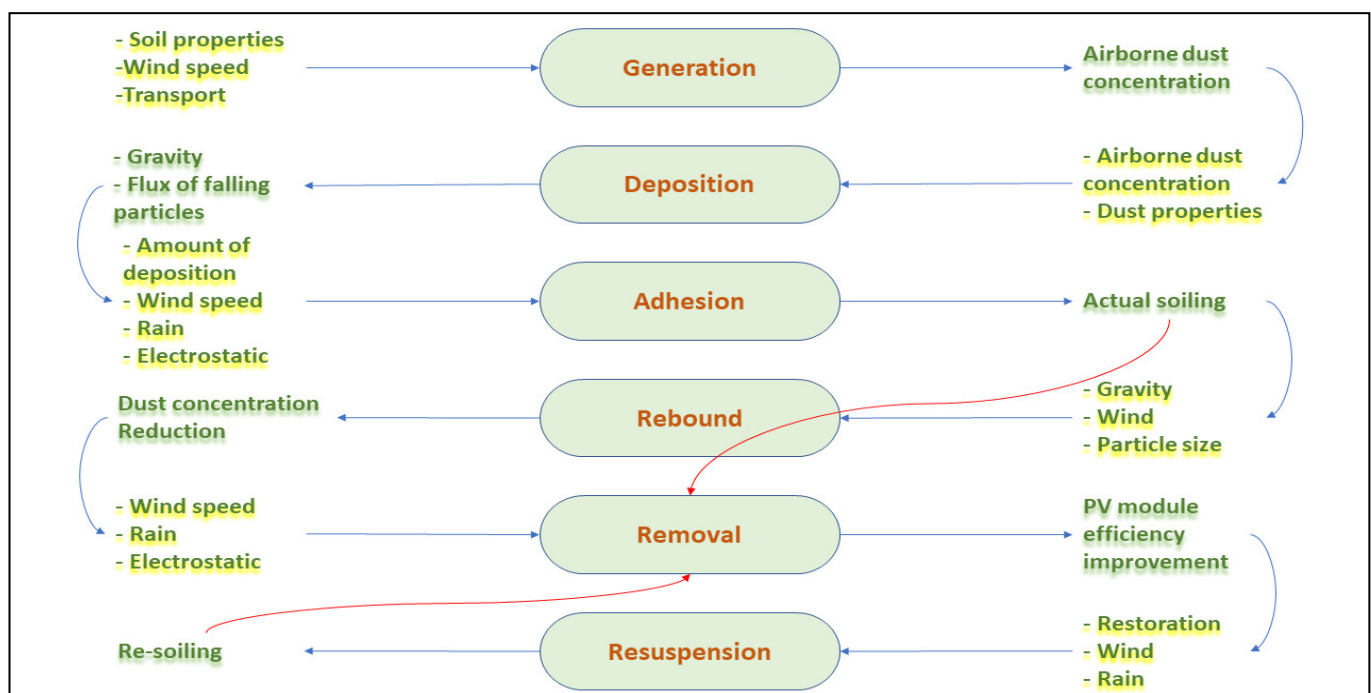 - Soil properties
-Wind speed
-Transport
Generation
Airborne dust
concentration
- Gravity
- Flux of falling
particles
Deposition
- Airborne dust
concentration
- Dust properties
- Amount of
deposition
- Wind speed
- Rain
- Electrostatic
Adhesion
Actual soiling
Dust concentration
Reduction
Rebound
- Gravity
- Wind
- Particle size
- Wind speed
- Rain
- Electrostatic
Removal
PV module
efficiency
improvement
Re-soiling
Resuspension
- Restoration
- Wind
- Rain